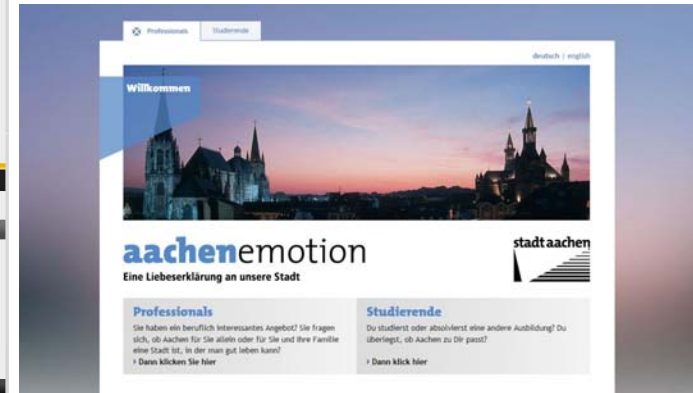 Professionals
Studierende
deutsch | english
Willkommen
aachenemotion
Eine Liebeserklärung an unsere Stadt
stadt aachen
Professionals
Sie haben ein beruflich interessantes Angebot? Sie fragen
sich, ob Aachen für Sie allein oder für Sie und Ihre Familie
eine Stadt ist, in der man gut leben kann?
› Dann klicken Sie hier
Studierende
Du studierst oder absolvierst eine andere Ausbildung? Du
überlegst, ob Aachen zu Dir passt?
› Dann klick hier